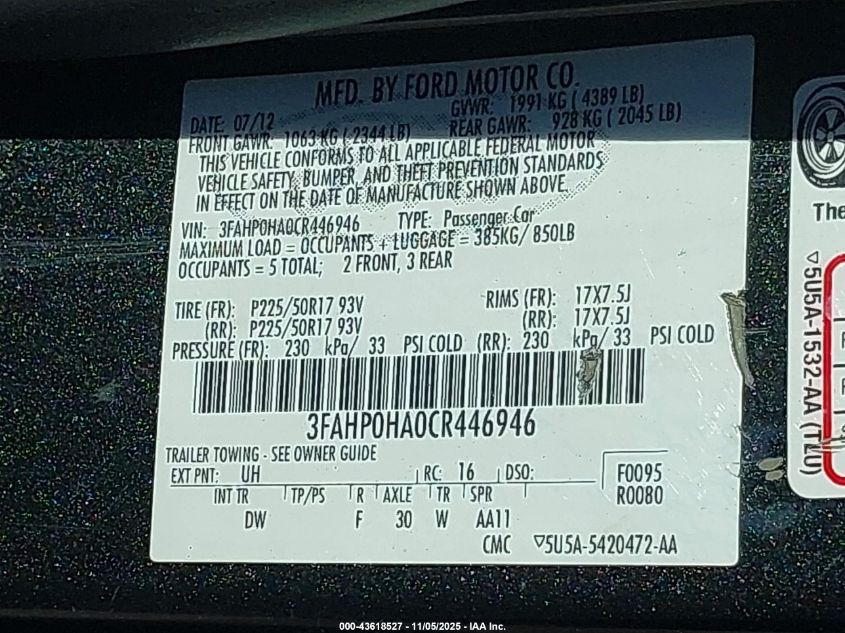 MFD. BY FORD MOTOR CO.
DATE: 07/12 GVWR: 1991 KG ( 4389 LB)
FRONT GAWR: 1063 KG ( 2344 LB) REAR GAWR: 928 KG ( 2045 LB)
THIS VEHICLE CONFORMS TO ALL APPLICABLE FEDERAL MOTOR
VEHICLE SAFETY, BUMPER, AND THEFT PREVENTION STANDARDS
IN EFFECT ON THE DATE OF MANUFACTURE SHOWN ABOVE.
VIN: 3FAHP0HA0CR446946 TYPE: Passenger Car
MAXIMUM LOAD = OCCUPANTS + LUGGAGE = 385KG/ 850LB
OCCUPANTS = 5 TOTAL; 2 FRONT, 3 REAR
TIRE (FR): P225/50R17 93V RIMS (FR): 17X7.5J
(RR): P225/50R17 93V (RR): 17X7.5J
PRESSURE (FR): 230 kPa/ 33 PSI COLD (RR): 230 kPa/ 33 PSI COLD
3FAHP0HA0CR446946
TRAILER TOWING - SEE OWNER GUIDE
EXT PNT: UH RC: 16 DSO: F0095
INT TR TP/PS R AXLE TR SPR R0080
DW F 30 W AA11
CMC ▽5U5A-5420472-AA
The
▽5U5A-1532-AA (TLU)
000-43618527 - 11/05/2025 - IAA Inc.